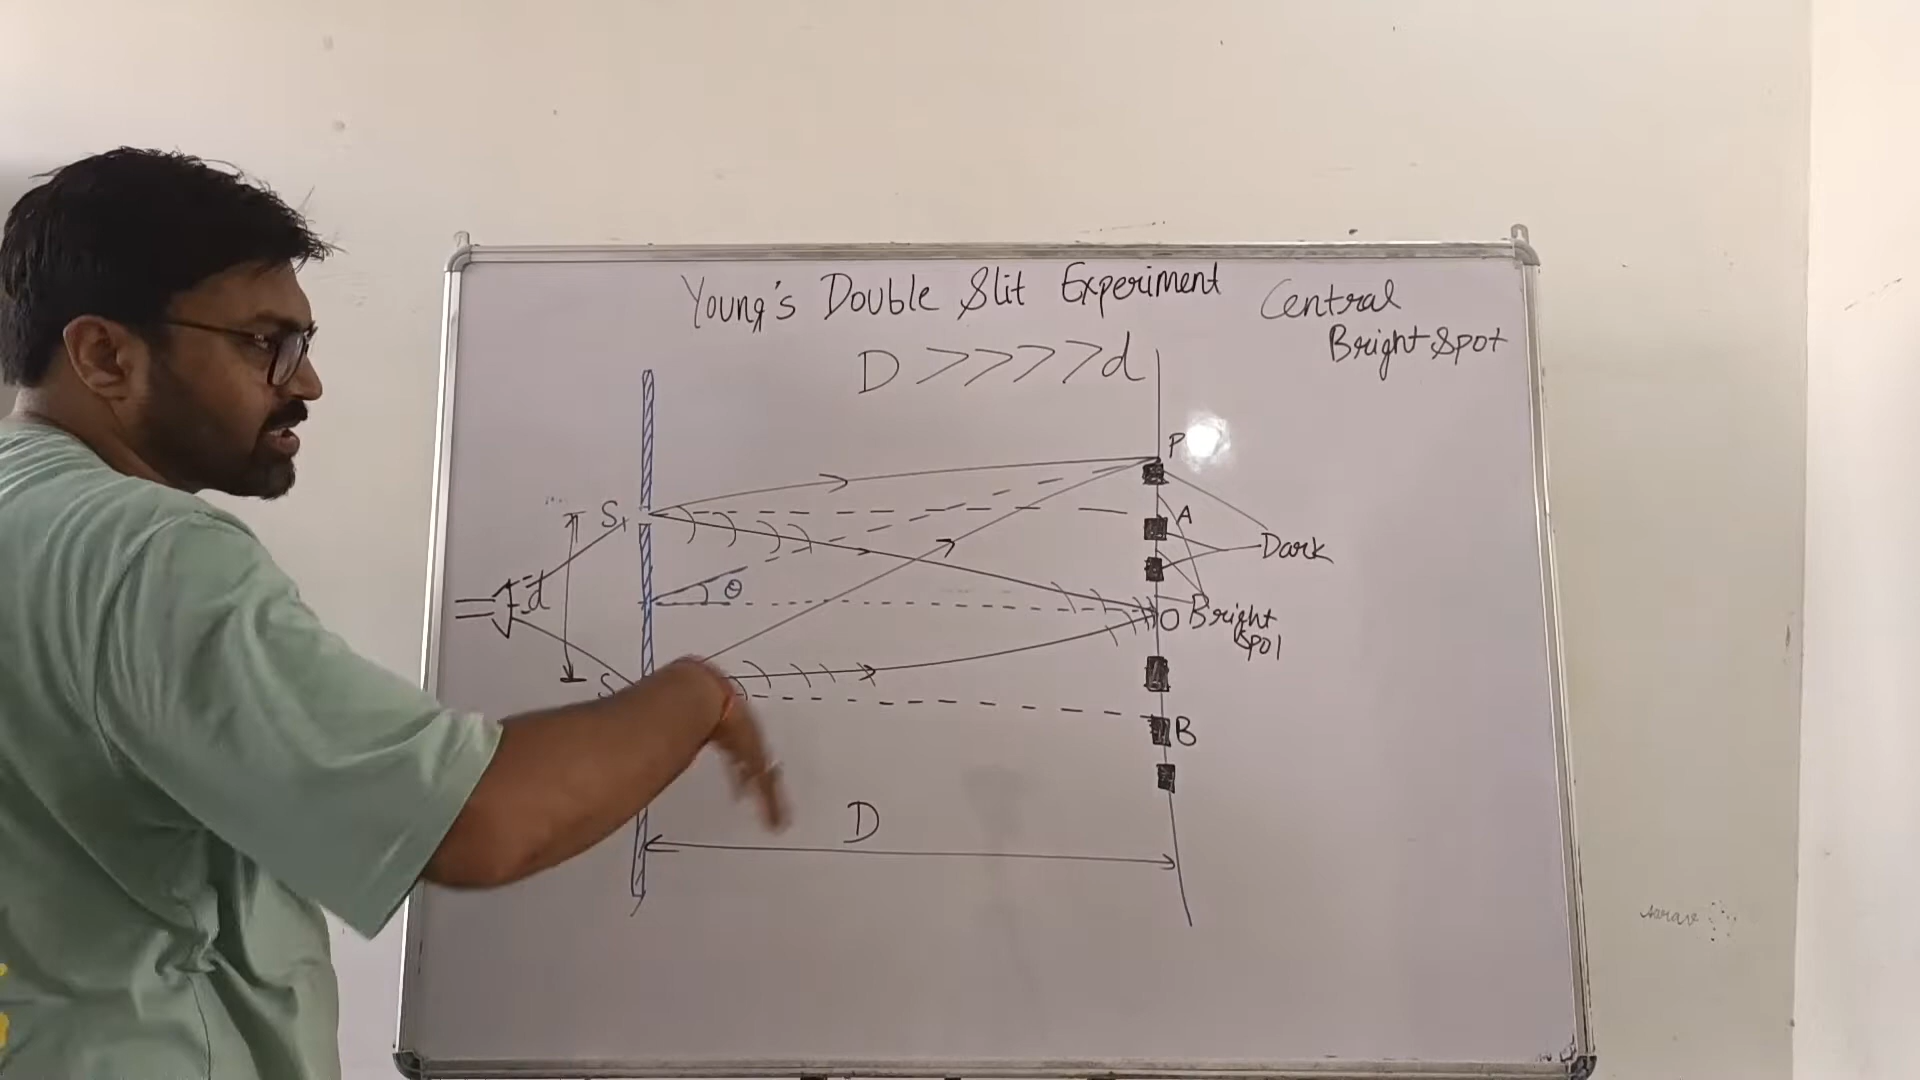 Young's Double Slit Experiment
Central
Bright Spot
D >>>> d
P
S1
A
Dark
d
θ
O Bright
Spot
S
B
D